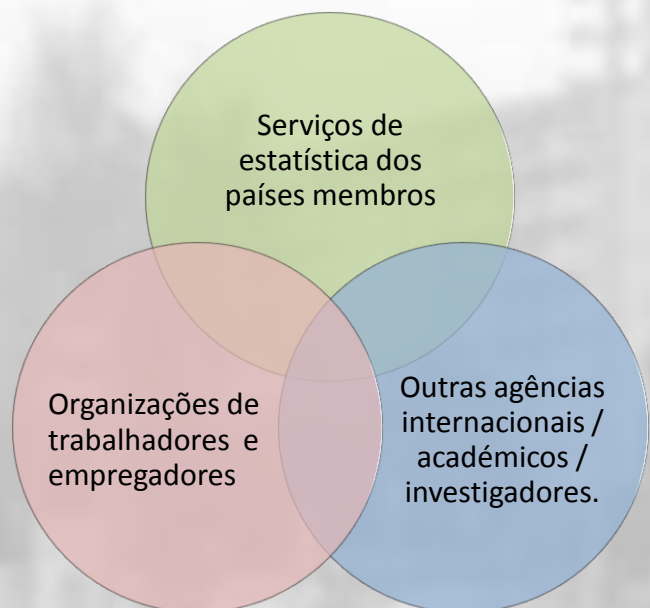 Serviços de
estatística dos
países membros
Organizações de
trabalhadores e
empregadores
Outras agências
internacionais /
académicos /
investigadores.